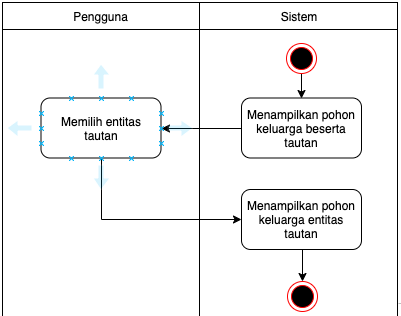 Pengguna
Sistem
Menampilkan pohon
keluarga beserta
tautan
Memilih entitas
tautan
Menampilkan pohon
keluarga entitas
tautan